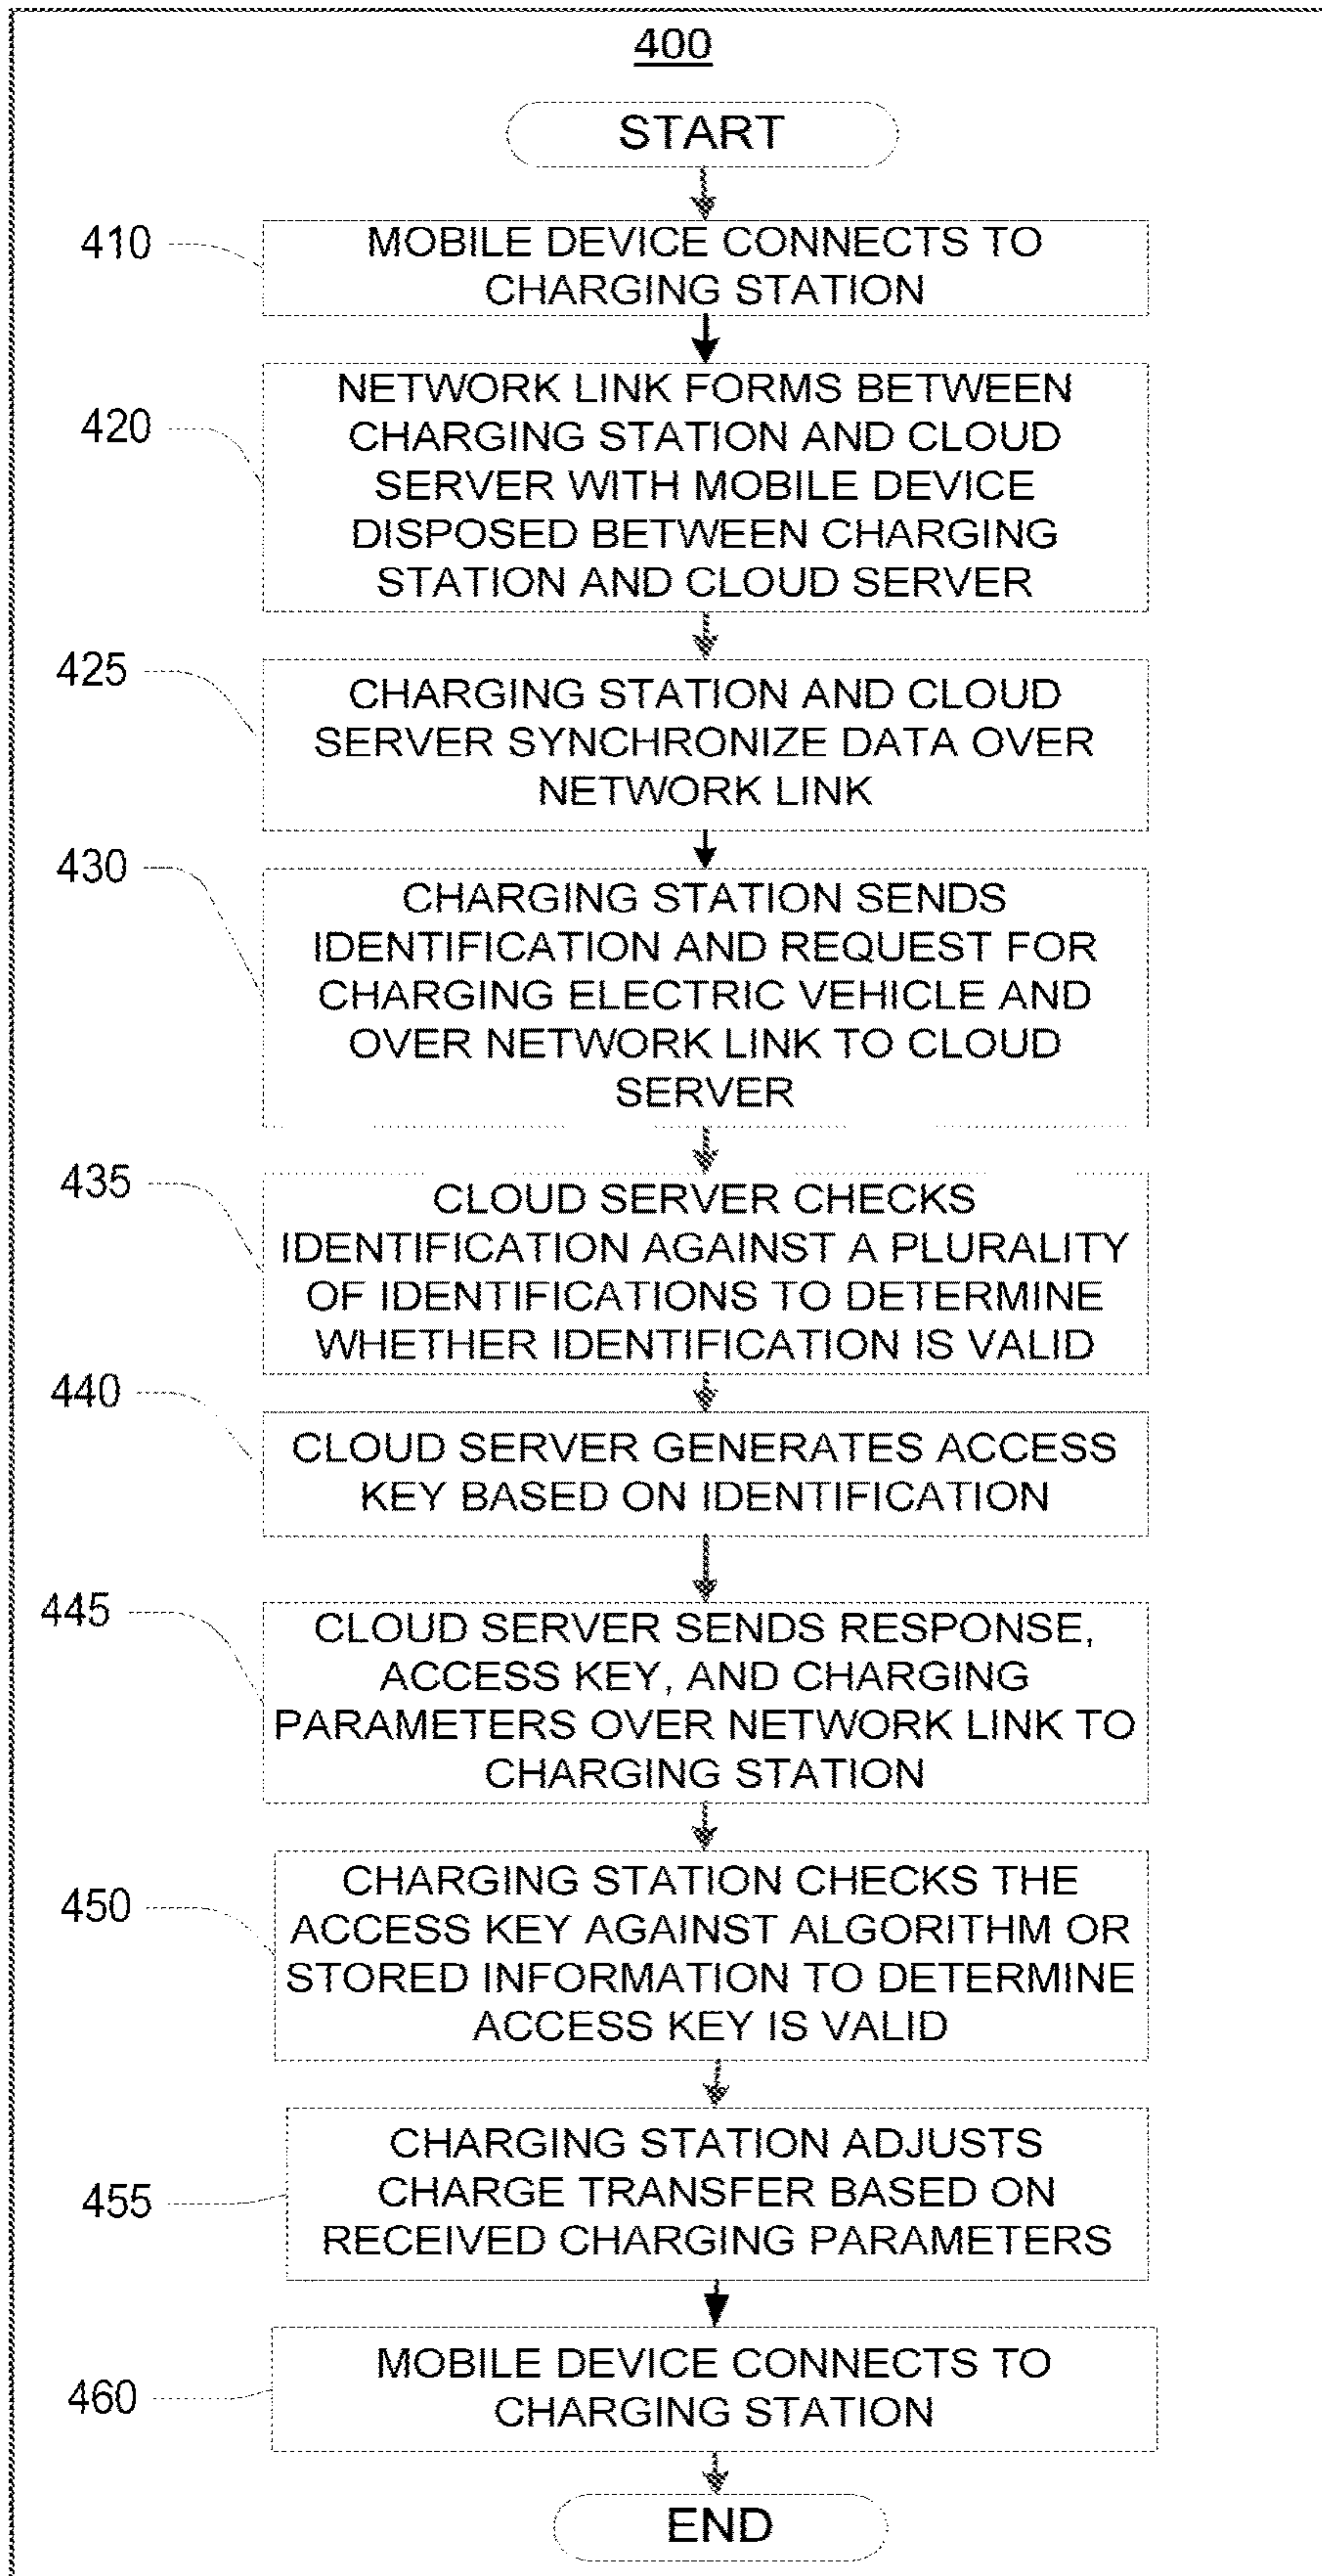 400
START
410
MOBILE DEVICE CONNECTS TO
CHARGING STATION
420
NETWORK LINK FORMS BETWEEN
CHARGING STATION AND CLOUD
SERVER WITH MOBILE DEVICE
DISPOSED BETWEEN CHARGING
STATION AND CLOUD SERVER
425
CHARGING STATION AND CLOUD
SERVER SYNCHRONIZE DATA OVER
NETWORK LINK
430
CHARGING STATION SENDS
IDENTIFICATION AND REQUEST FOR
CHARGING ELECTRIC VEHICLE AND
OVER NETWORK LINK TO CLOUD
SERVER
435
CLOUD SERVER CHECKS
IDENTIFICATION AGAINST A PLURALITY
OF IDENTIFICATIONS TO DETERMINE
WHETHER IDENTIFICATION IS VALID
440
CLOUD SERVER GENERATES ACCESS
KEY BASED ON IDENTIFICATION
445
CLOUD SERVER SENDS RESPONSE,
ACCESS KEY, AND CHARGING
PARAMETERS OVER NETWORK LINK TO
CHARGING STATION
450
CHARGING STATION CHECKS THE
ACCESS KEY AGAINST ALGORITHM OR
STORED INFORMATION TO DETERMINE
ACCESS KEY IS VALID
455
CHARGING STATION ADJUSTS
CHARGE TRANSFER BASED ON
RECEIVED CHARGING PARAMETERS
460
MOBILE DEVICE CONNECTS TO
CHARGING STATION
END